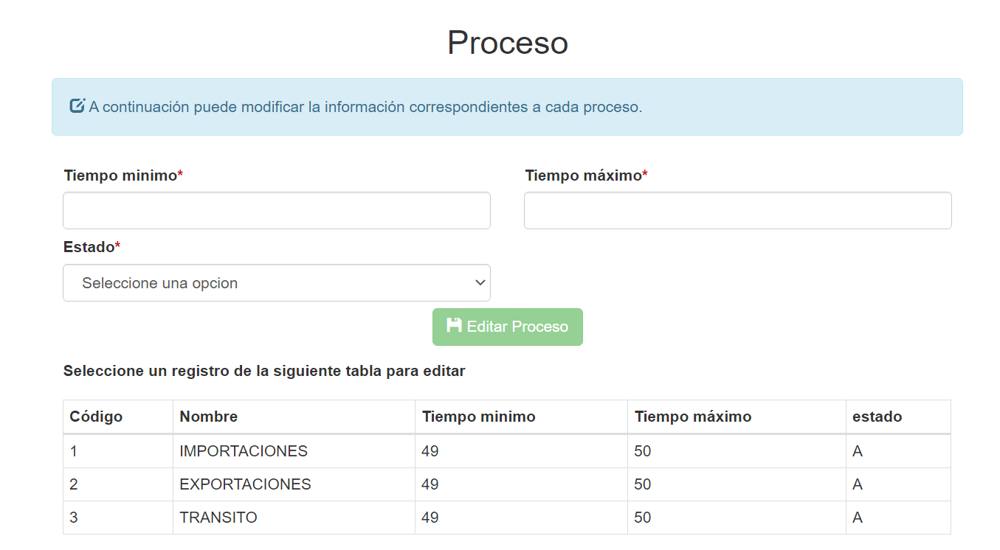 Proceso
A continuación puede modificar la información correspondientes a cada proceso.
Tiempo minimo* Tiempo máximo*
Estado*
Seleccione una opcion
Editar Proceso
Seleccione un registro de la siguiente tabla para editar
Código Nombre Tiempo minimo Tiempo máximo estado
1 IMPORTACIONES 49 50 A
2 EXPORTACIONES 49 50 A
3 TRANSITO 49 50 A